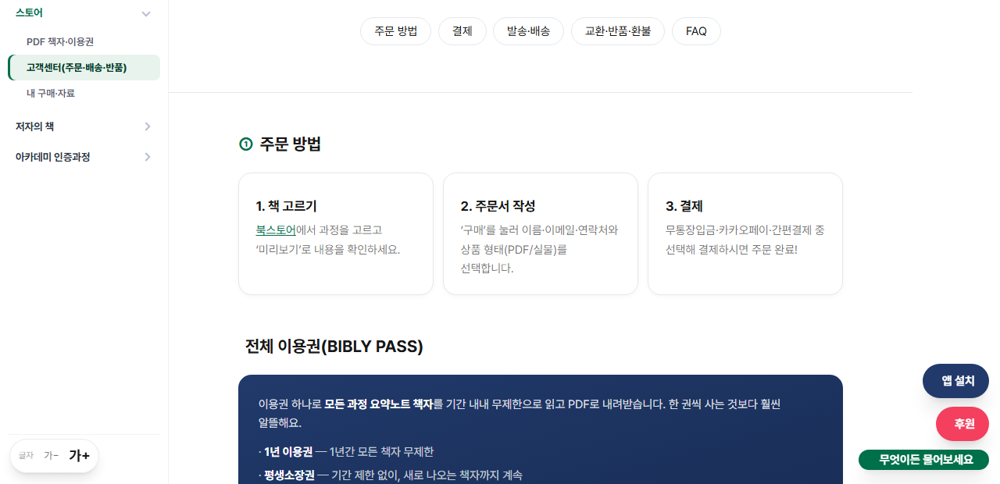 스토어
PDF 책자·이용권
고객센터(주문·배송·반품)
내 구매·자료
저자의 책
아카데미 인증과정
글자 가− 가+
주문 방법 결제 발송·배송 교환·반품·환불 FAQ
① 주문 방법
1. 책 고르기
북스토어에서 과정을 고르고
‘미리보기’로 내용을 확인하세요.
2. 주문서 작성
‘구매’를 눌러 이름·이메일·연락처와
상품 형태(PDF/실물)를
선택합니다.
3. 결제
무통장입금·카카오페이·간편결제 중
선택해 결제하시면 주문 완료!
전체 이용권(BIBLY PASS)
이용권 하나로 모든 과정 요약노트 책자를 기간 내내 무제한으로 읽고 PDF로 내려받습니다. 한 권씩 사는 것보다 훨씬
알뜰해요.
· 1년 이용권 — 1년간 모든 책자 무제한
· 평생소장권 — 기간 제한 없이, 새로 나오는 책자까지 계속
앱 설치
후원
무엇이든 물어보세요